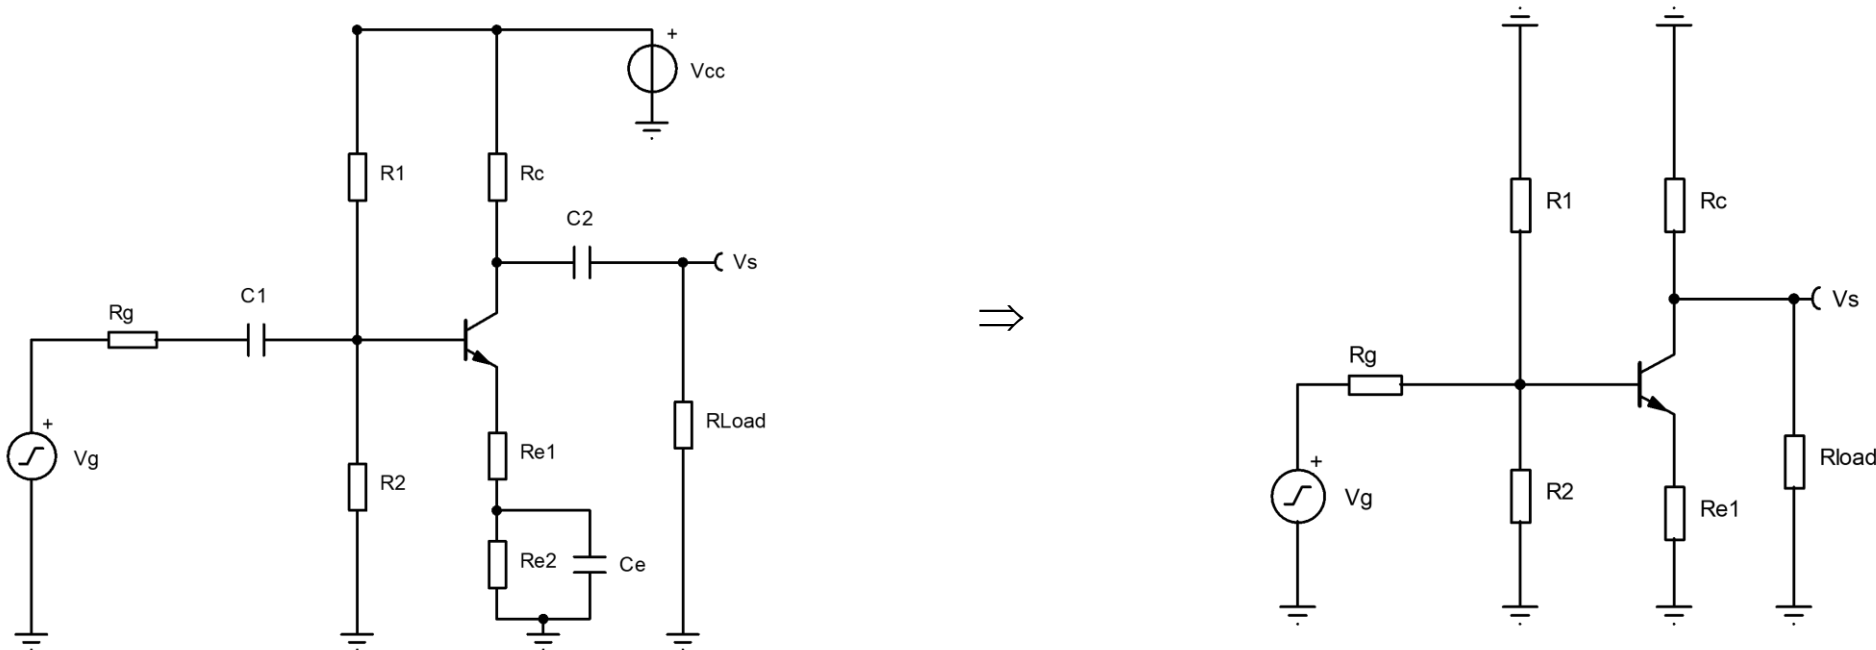 +
Vcc
R1
Rc
C2
Vs
C1
Rg
+
Vg
R2
Re1
RLoad
Re2
Ce
⇒
R1
Rc
Vs
Rg
+
Vg
R2
Re1
Rload